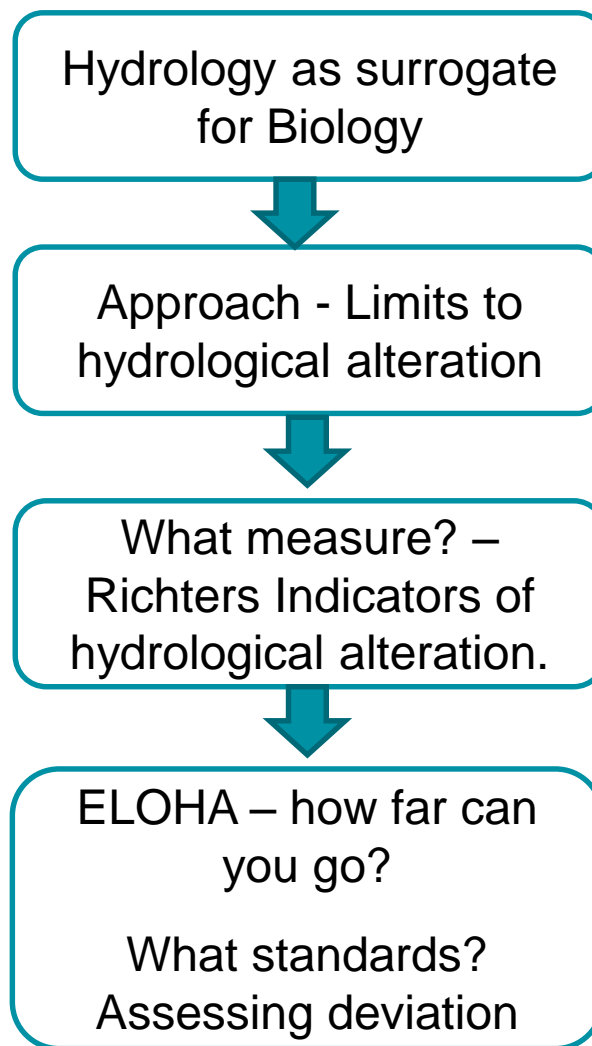 Hydrology as surrogate
for Biology
Approach - Limits to
hydrological alteration
What measure? –
Richters Indicators of
hydrological alteration.
ELOHA – how far can
you go?
What standards?
Assessing deviation